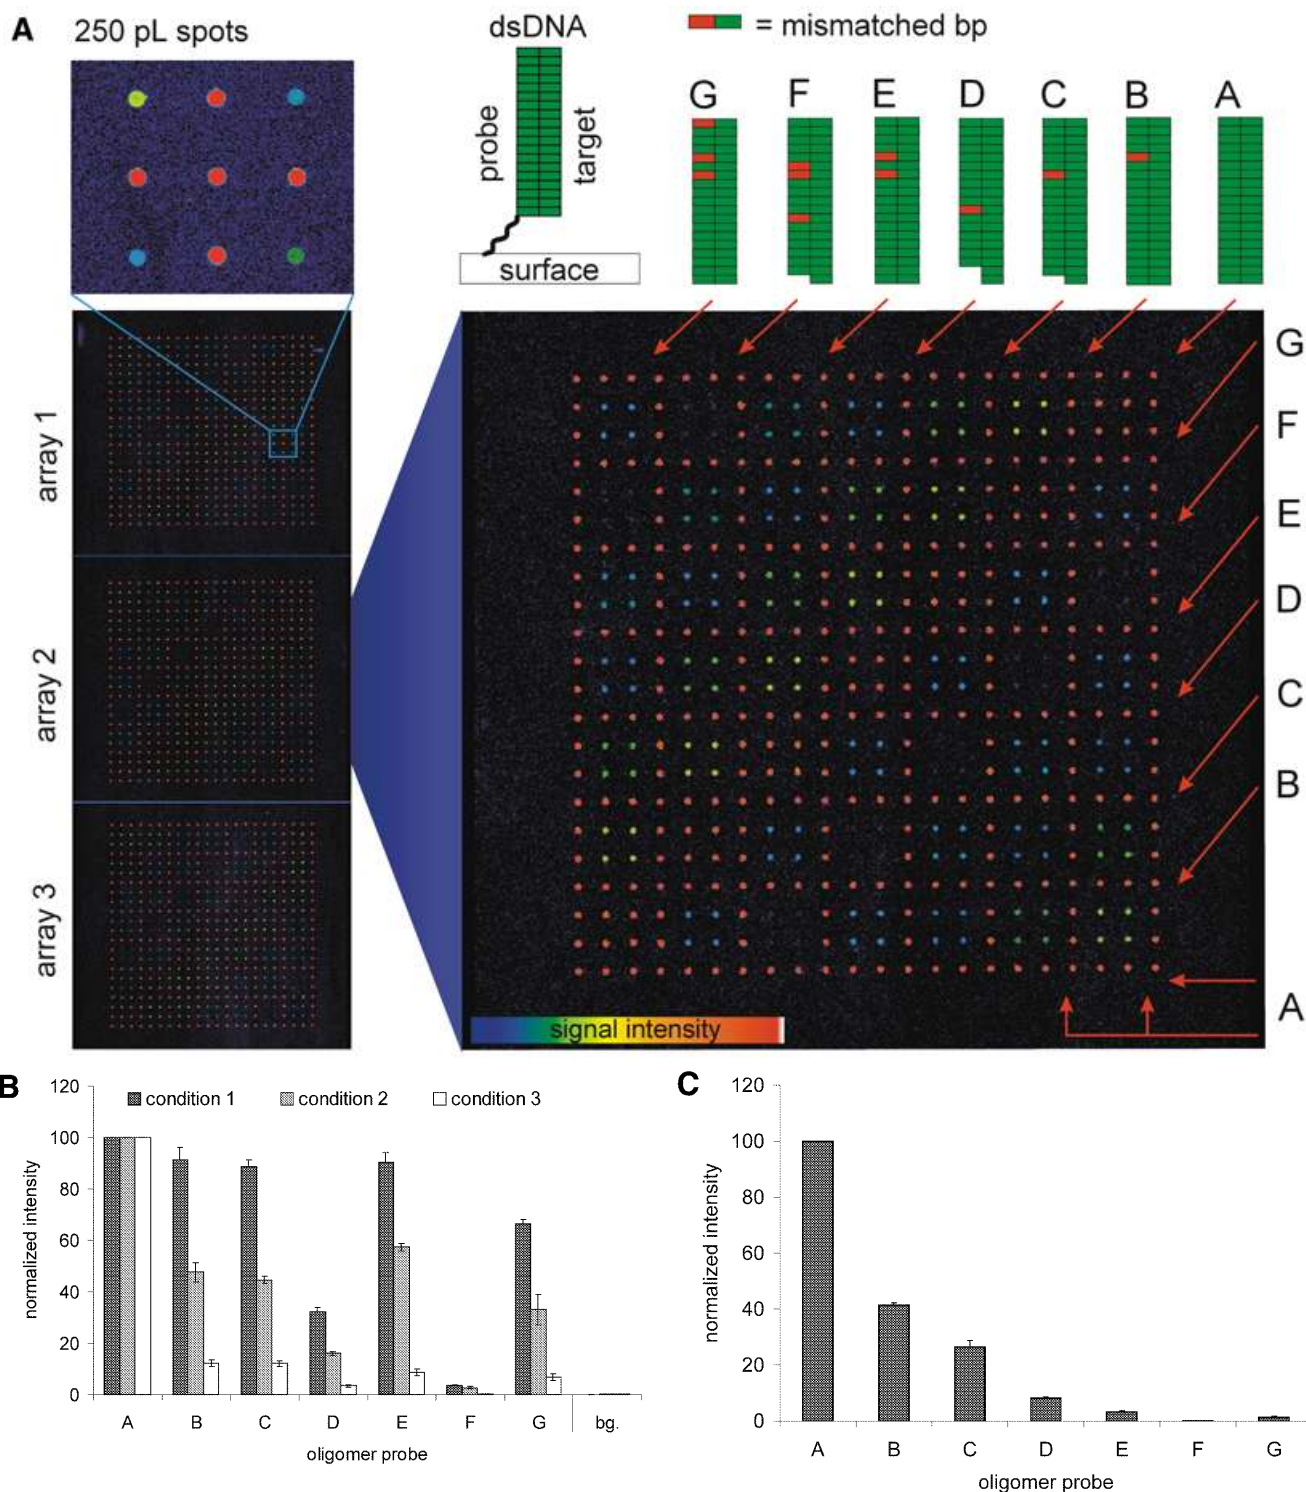 A
250 pL spots
dsDNA
= mismatched bp
probe
target
surface
G F E D C B A
array 1
array 2
array 3
G
F
E
D
C
B
A
signal intensity
B
120
100
80
60
40
20
0
normalized intensity
condition 1
condition 2
condition 3
A B C D E F G bg.
oligomer probe
C
120
100
80
60
40
20
0
normalized intensity
A B C D E F G
oligomer probe